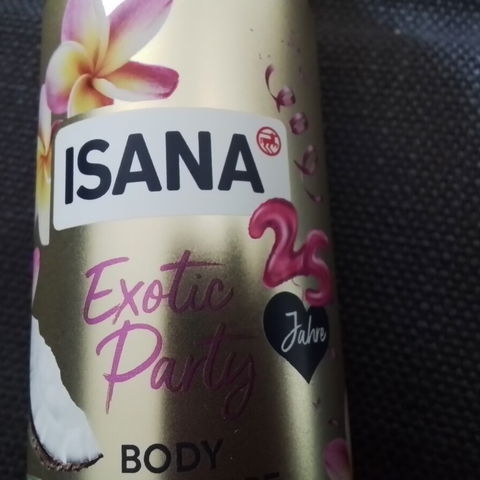 ISANA
25
Jahre
Exotic
Party
BODY